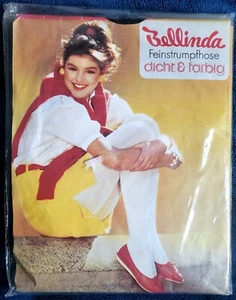 Bellinda
Feinstrumpfhose
dicht & farbig